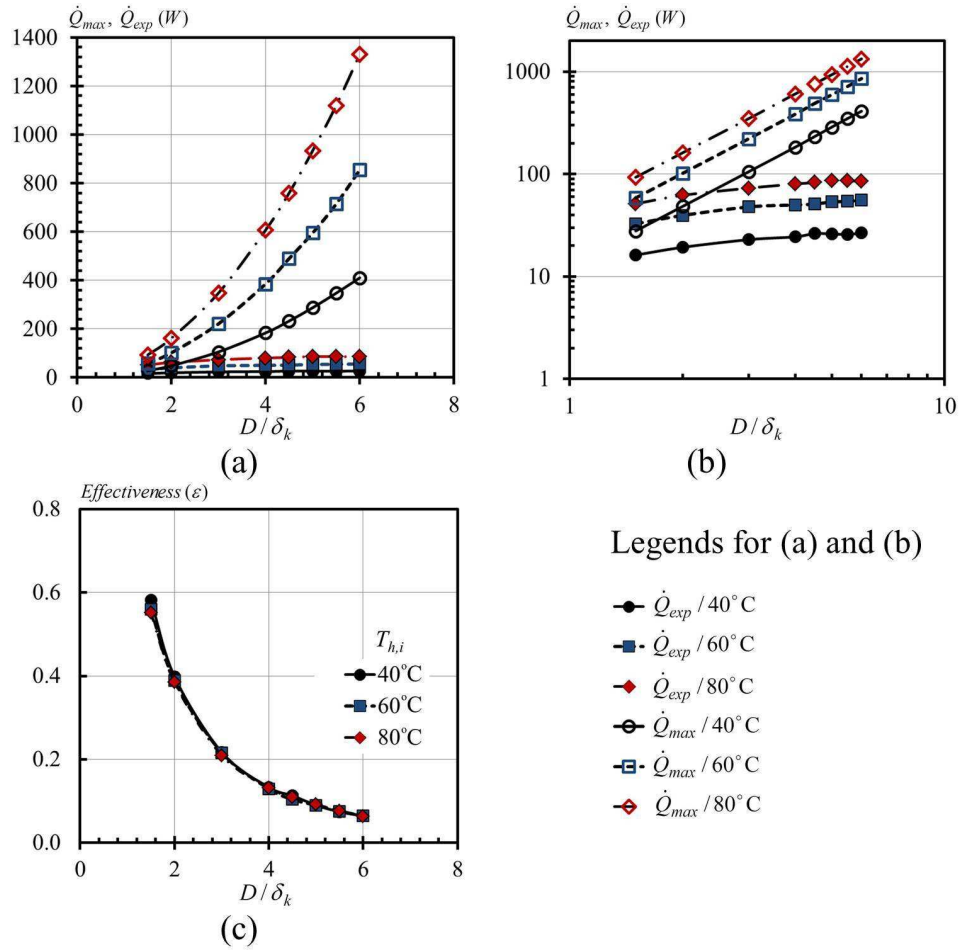 Q̇max, Q̇exp (W)
1400
1200
1000
800
600
400
200
0
0 2 4 6 8
D / δk
(a)
Q̇max, Q̇exp (W)
1000
100
10
1
1 10
D / δk
(b)
Effectiveness (ε)
0.8
0.6
0.4
0.2
0.0
Th,i
40°C
60°C
80°C
0 2 4 6 8
D / δk
(c)
Legends for (a) and (b)
Q̇exp / 40°C
Q̇exp / 60°C
Q̇exp / 80°C
Q̇max / 40°C
Q̇max / 60°C
Q̇max / 80°C